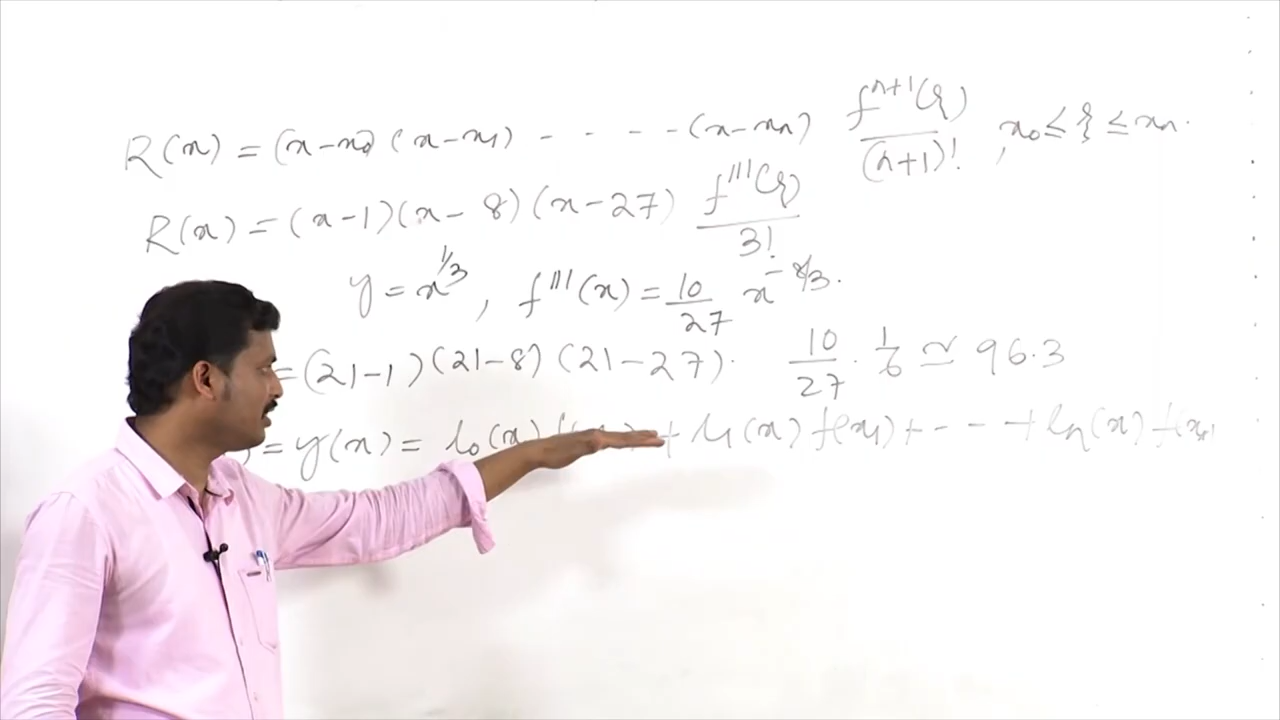 R(x) = (x-x0)(x-x1) - - - - - (x-xn) f^{n+1}(ξ)/(n+1)! , x0 ≤ ξ ≤ xn.
R(x) = (x-1)(x-8)(x-27) f'''(ξ)/3!
y = x^{1/3} , f'''(x) = 10/27 x^{-8/3}.
=(21-1)(21-8)(21-27). 10/27 . 1/6 ≃ 96.3
= y(x) = l0(x) + l1(x) f(x1) + - - - + ln(x) f(xn)